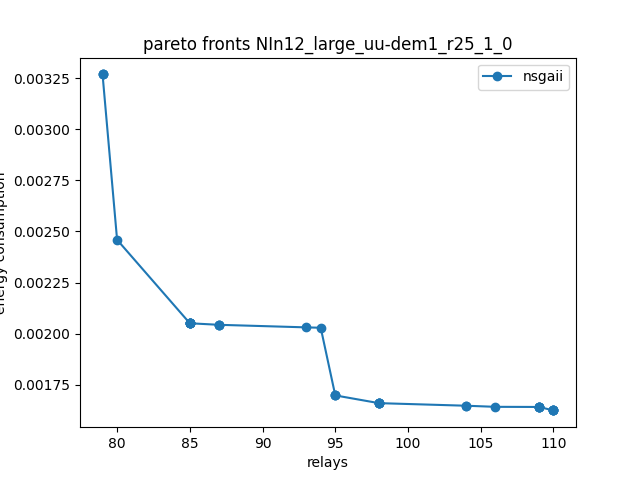 pareto fronts NIn12_large_uu-dem1_r25_1_0
nsgaii
0.00325
0.00300
0.00275
0.00250
0.00225
0.00200
0.00175
energy consumption
80 85 90 95 100 105 110
relays